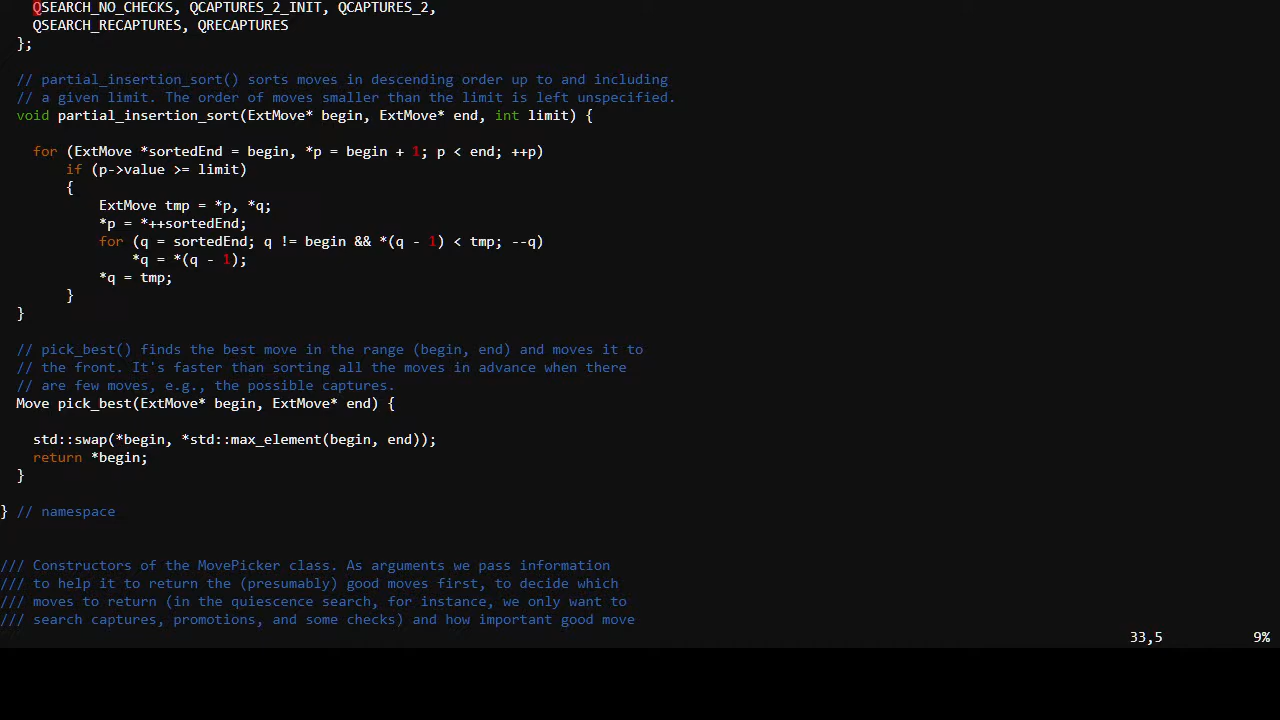 QSEARCH_NO_CHECKS, QCAPTURES_2_INIT, QCAPTURES_2,
QSEARCH_RECAPTURES, QRECAPTURES
};
// partial_insertion_sort() sorts moves in descending order up to and including
// a given limit. The order of moves smaller than the limit is left unspecified.
void partial_insertion_sort(ExtMove* begin, ExtMove* end, int limit) {
for (ExtMove *sortedEnd = begin, *p = begin + 1; p < end; ++p)
if (p->value >= limit)
{
ExtMove tmp = *p, *q;
*p = *++sortedEnd;
for (q = sortedEnd; q != begin && *(q - 1) < tmp; --q)
*q = *(q - 1);
*q = tmp;
}
}
// pick_best() finds the best move in the range (begin, end) and moves it to
// the front. It's faster than sorting all the moves in advance when there
// are few moves, e.g., the possible captures.
Move pick_best(ExtMove* begin, ExtMove* end) {
std::swap(*begin, *std::max_element(begin, end));
return *begin;
}
} // namespace
/// Constructors of the MovePicker class. As arguments we pass information
/// to help it to return the (presumably) good moves first, to decide which
/// moves to return (in the quiescence search, for instance, we only want to
/// search captures, promotions, and some checks) and how important good move
33,5 9%